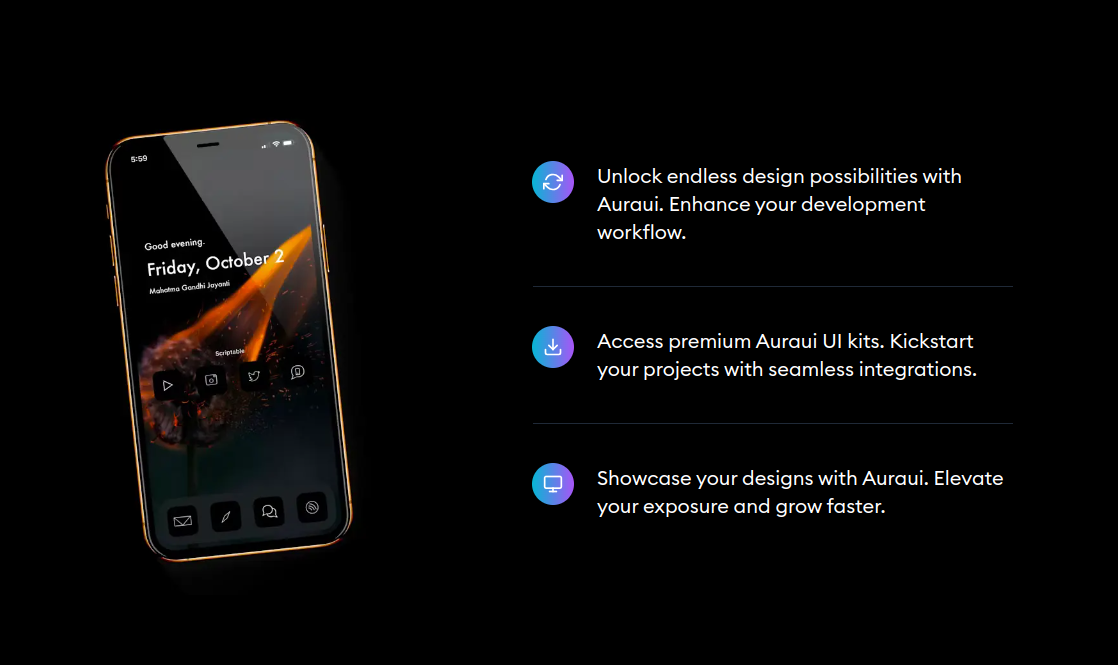 5:59
Good evening.
Friday, October 2
Mahatma Gandhi Jayanti
Scriptable
Unlock endless design possibilities with
Auraui. Enhance your development
workflow.
Access premium Auraui UI kits. Kickstart
your projects with seamless integrations.
Showcase your designs with Auraui. Elevate
your exposure and grow faster.